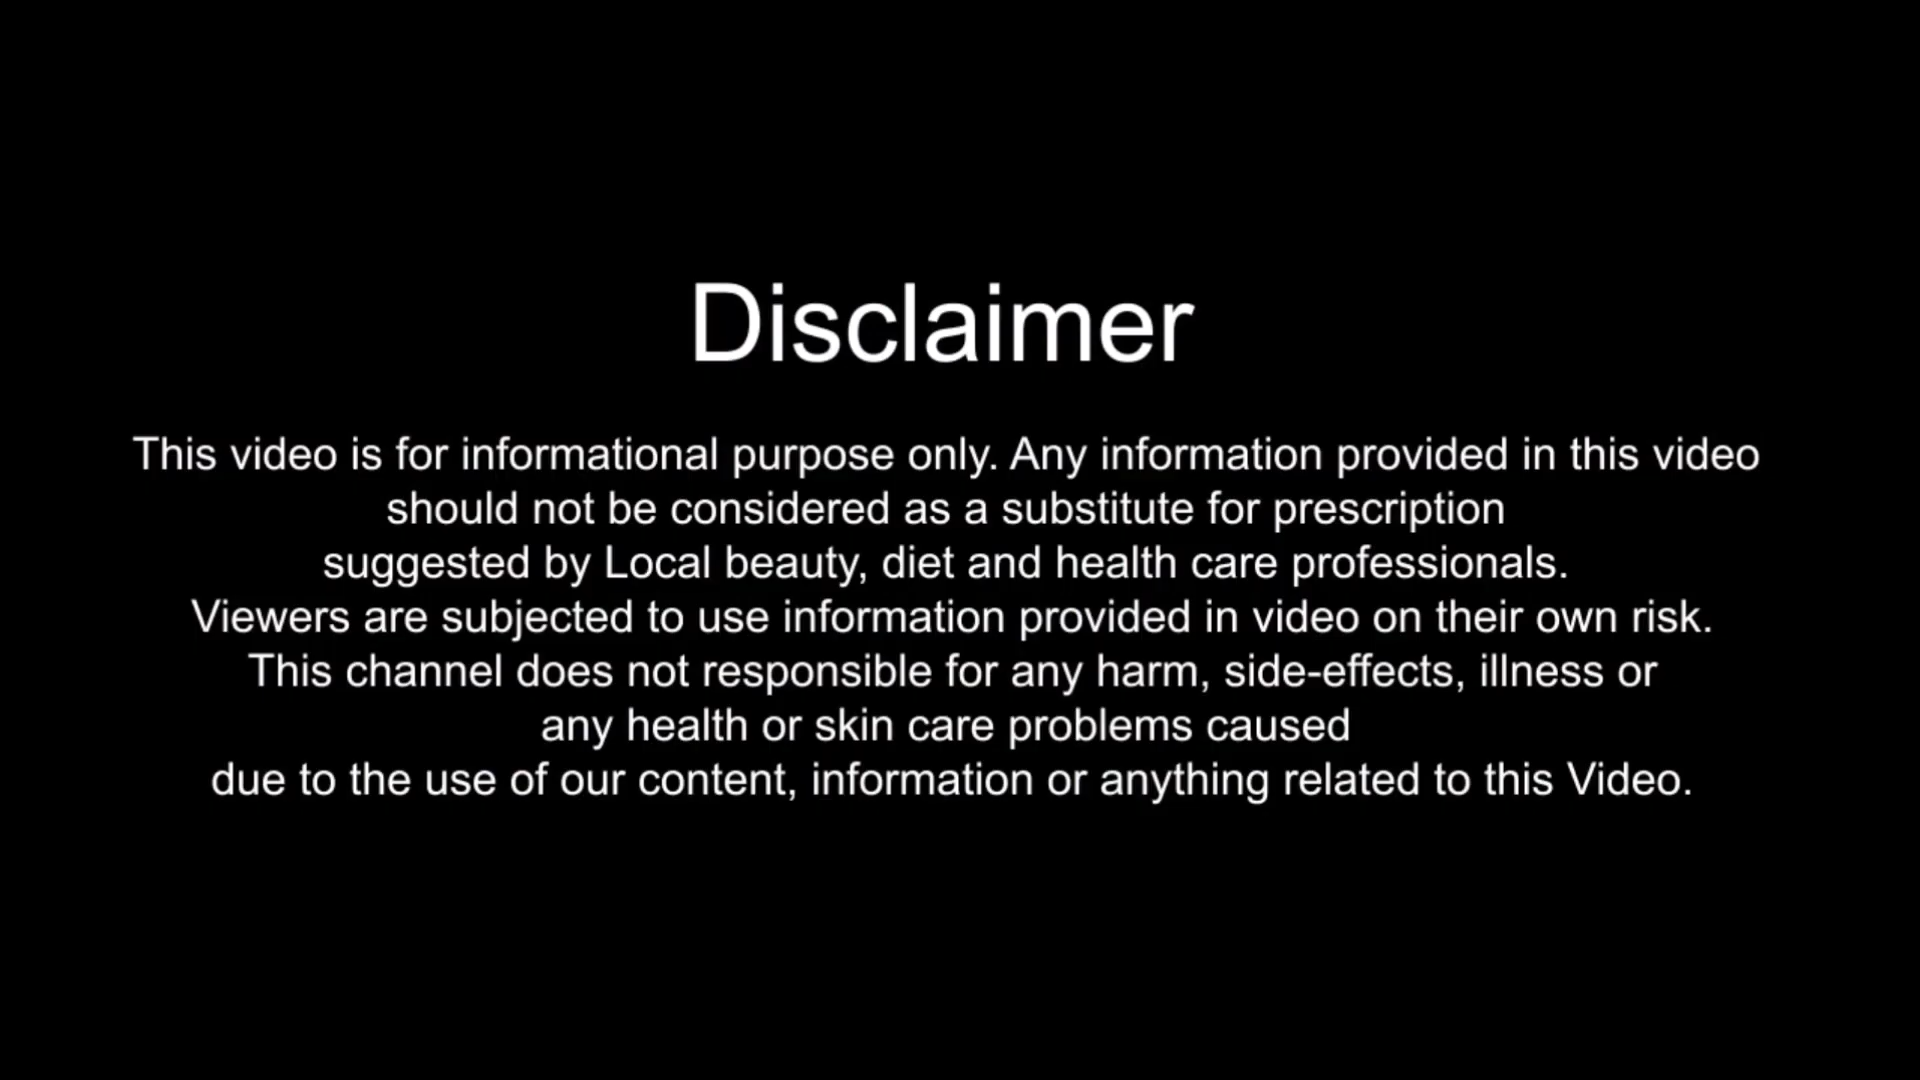 Disclaimer
This video is for informational purpose only. Any information provided in this video
should not be considered as a substitute for prescription
suggested by Local beauty, diet and health care professionals.
Viewers are subjected to use information provided in video on their own risk.
This channel does not responsible for any harm, side-effects, illness or
any health or skin care problems caused
due to the use of our content, information or anything related to this Video.